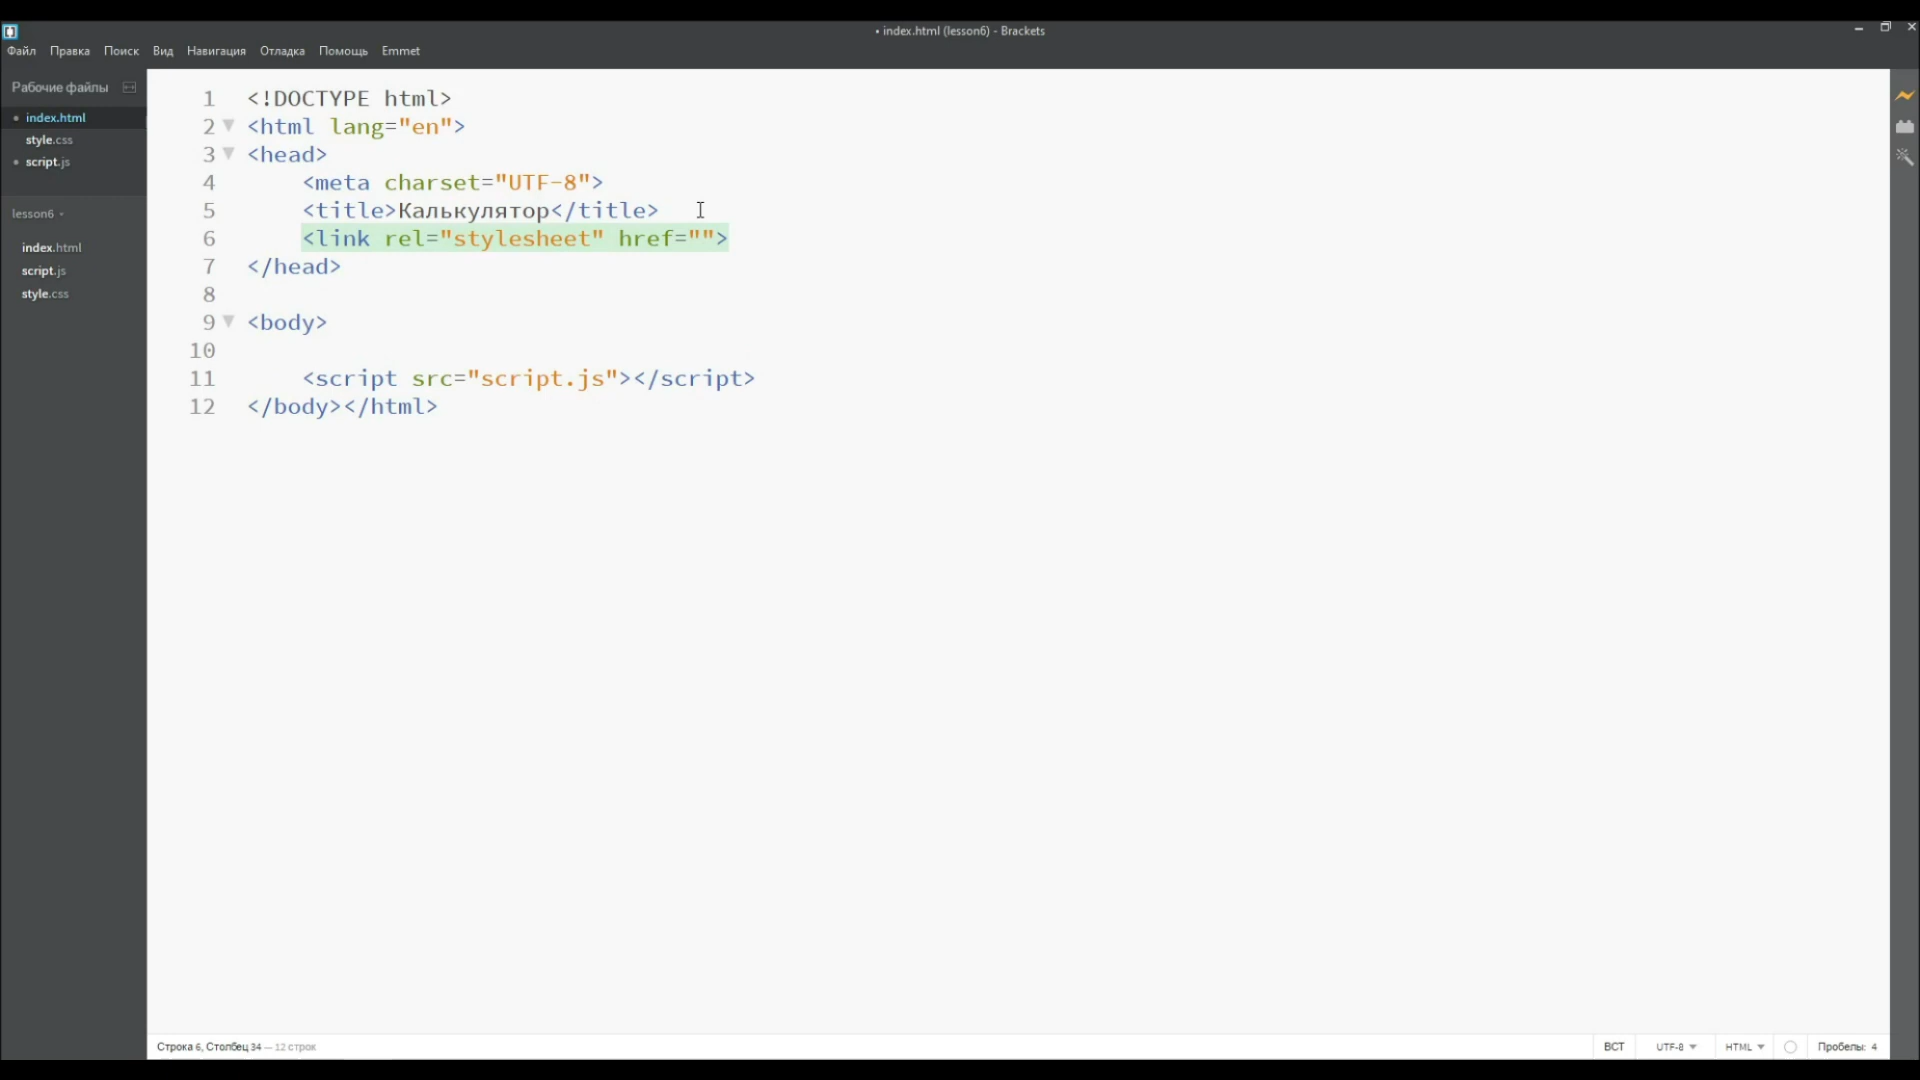 • index.html (lesson6) - Brackets
Файл Правка Поиск Вид Навигация Отладка Помощь Emmet
Рабочие файлы
• index.html
style.css
• script.js
lesson6
index.html
script.js
style.css
1 <!DOCTYPE html>
2 <html lang="en">
3 <head>
4 <meta charset="UTF-8">
5 <title>Калькулятор</title>
6 <link rel="stylesheet" href="">
7 </head>
8
9 <body>
10
11 <script src="script.js"></script>
12 </body></html>
Строка 6, Столбец 34 — 12 строк
ВСТ UTF-8 HTML Пробелы: 4